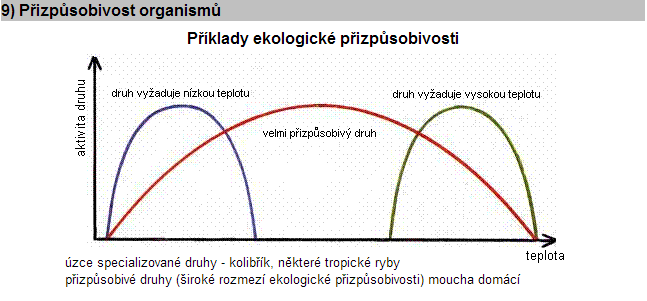 9) Přizpůsobivost organismů
Příklady ekologické přizpůsobivosti
druh vyžaduje nízkou teplotu
druh vyžaduje vysokou teplotu
velmi přizpůsobivý druh
aktivita druhu
teplota
úzce specializované druhy - kolibřík, některé tropické ryby
přizpůsobivé druhy (široké rozmezí ekologické přizpůsobivosti) moucha domácí